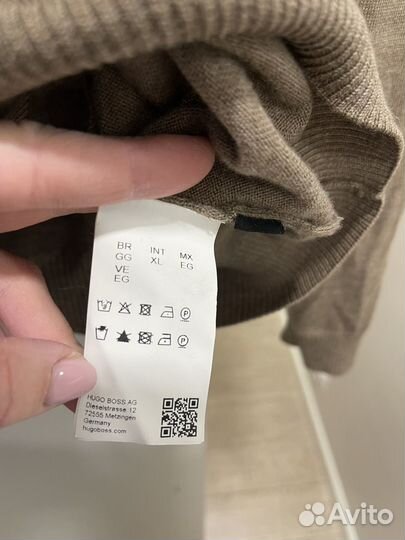 BR INT MX
GG XL EG
VE
EG
P
P
HUGO BOSS AG
Dieselstrasse 12
72555 Metzingen
Germany
hugoboss.com
Avito